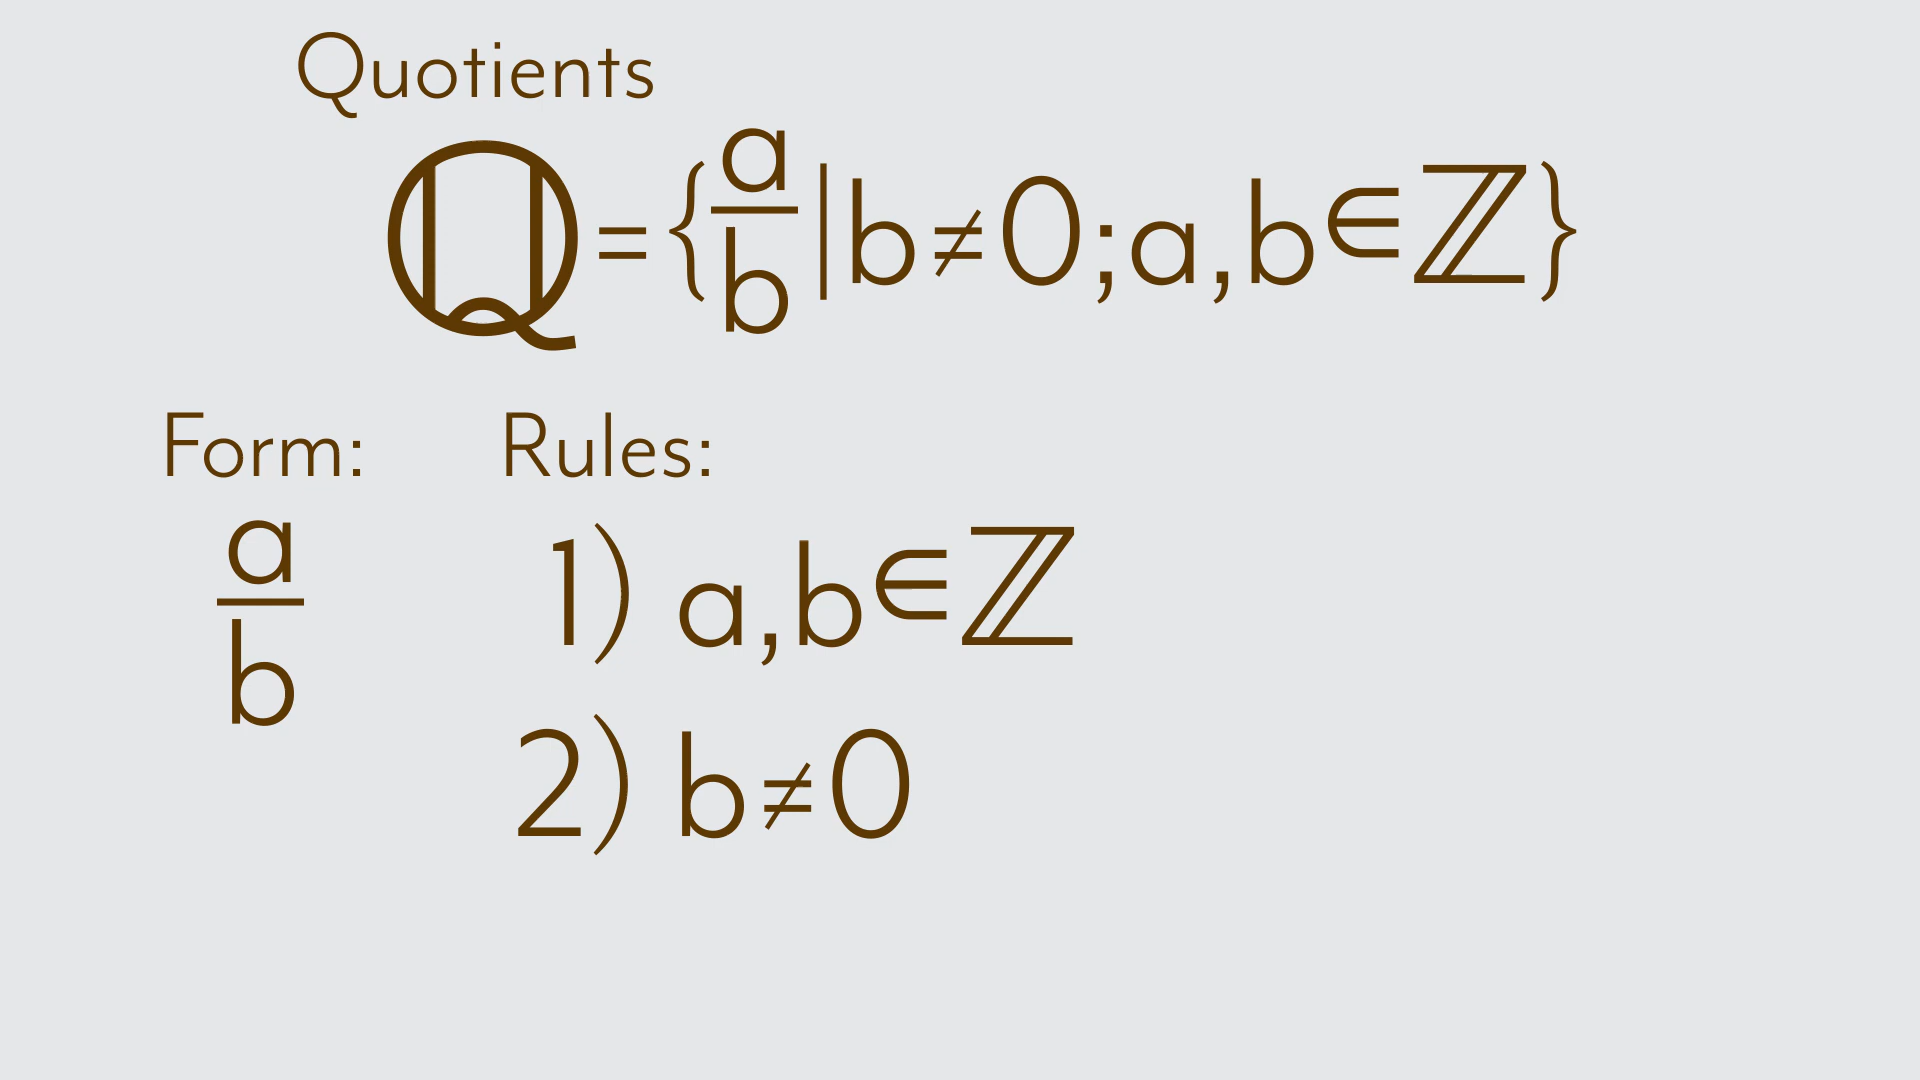 Quotients
ℚ={a/b|b≠0;a,b∈ℤ}
Form: Rules:
a/b
1) a,b∈ℤ
2) b≠0